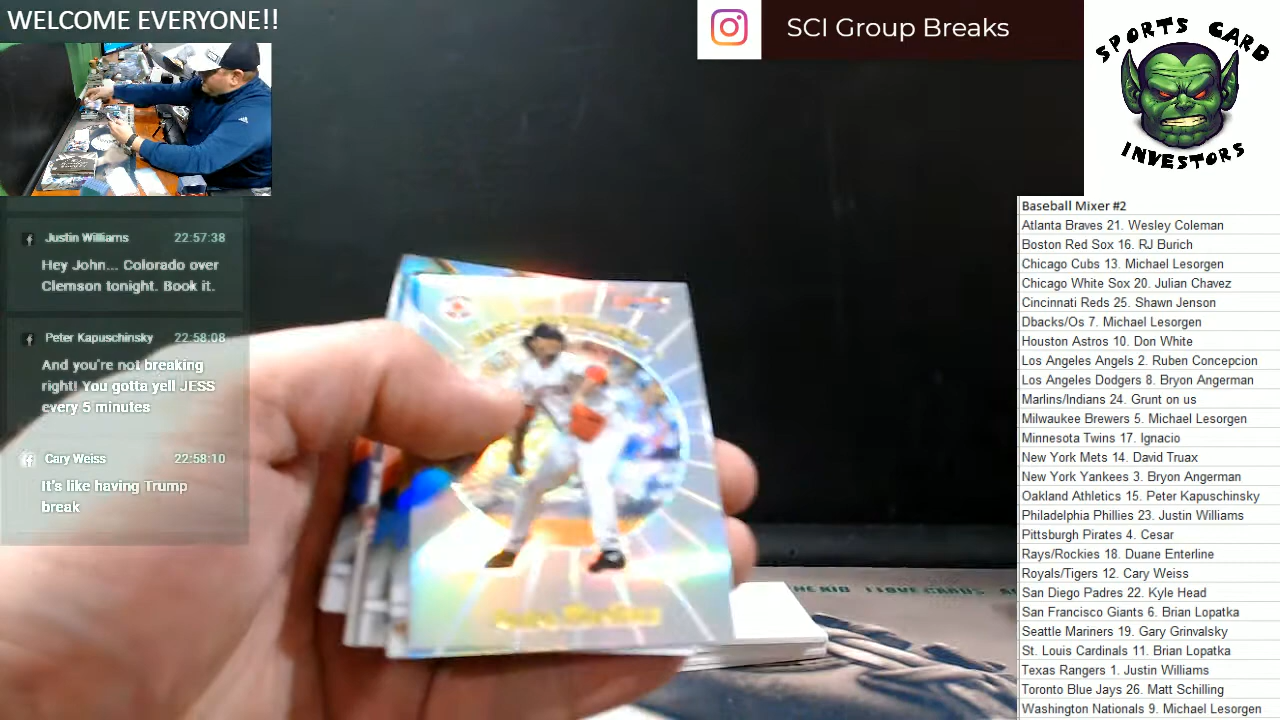 WELCOME EVERYONE!!
SCI Group Breaks
SPORTS CARD
INVESTORS
Justin Williams 22:57:38
Hey John... Colorado over
Clemson tonight. Book it.
Peter Kapuschinsky 22:58:08
And you're not breaking
right! You gotta yell JESS
every 5 minutes
Cary Weiss 22:58:10
It's like having Trump
break
Baseball Mixer #2
Atlanta Braves 21. Wesley Coleman
Boston Red Sox 16. RJ Burich
Chicago Cubs 13. Michael Lesorgen
Chicago White Sox 20. Julian Chavez
Cincinnati Reds 25. Shawn Jenson
Dbacks/Os 7. Michael Lesorgen
Houston Astros 10. Don White
Los Angeles Angels 2. Ruben Concepcion
Los Angeles Dodgers 8. Bryon Angerman
Marlins/Indians 24. Grunt on us
Milwaukee Brewers 5. Michael Lesorgen
Minnesota Twins 17. Ignacio
New York Mets 14. David Truax
New York Yankees 3. Bryon Angerman
Oakland Athletics 15. Peter Kapuschinsky
Philadelphia Phillies 23. Justin Williams
Pittsburgh Pirates 4. Cesar
Rays/Rockies 18. Duane Enterline
Royals/Tigers 12. Cary Weiss
San Diego Padres 22. Kyle Head
San Francisco Giants 6. Brian Lopatka
Seattle Mariners 19. Gary Grinvalsky
St. Louis Cardinals 11. Brian Lopatka
Texas Rangers 1. Justin Williams
Toronto Blue Jays 26. Matt Schilling
Washington Nationals 9. Michael Lesorgen
I LOVE CARDS